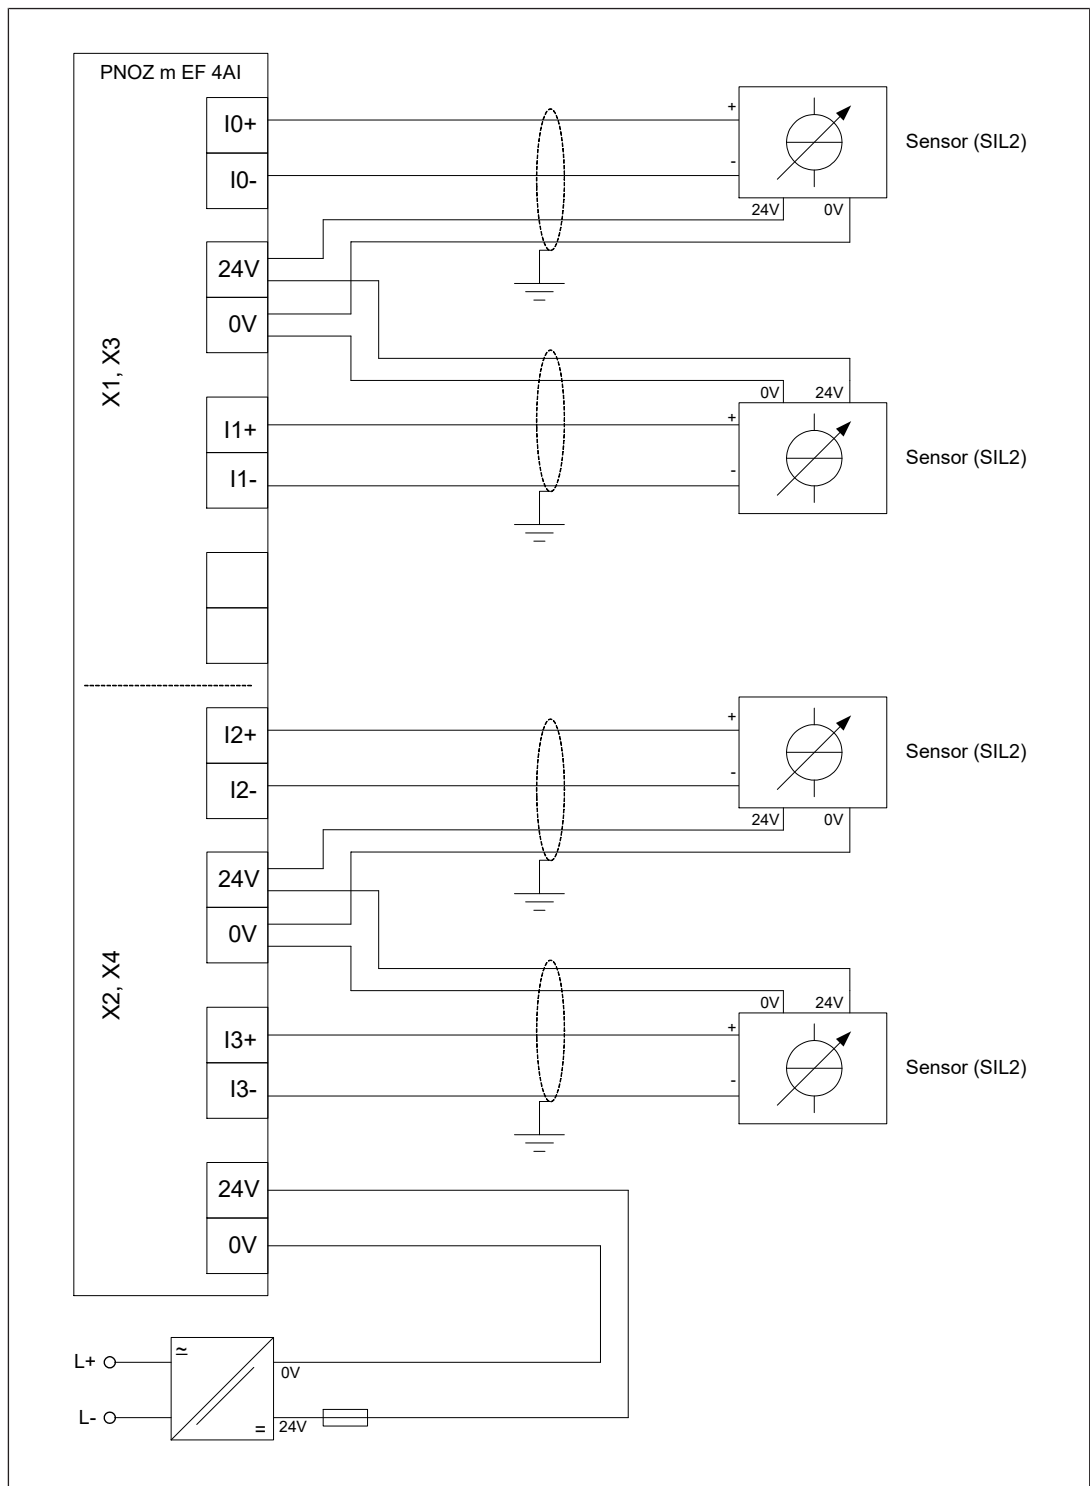 PNOZ m EF 4AI
I0+
+
Sensor (SIL2)
I0-
-
24V 0V
24V
0V
X1, X3
0V 24V
I1+
+
Sensor (SIL2)
I1-
-
I2+
+
Sensor (SIL2)
I2-
-
24V 0V
24V
0V
X2, X4
0V 24V
I3+
+
Sensor (SIL2)
I3-
-
24V
0V
L+
≃
0V
L-
=
24V